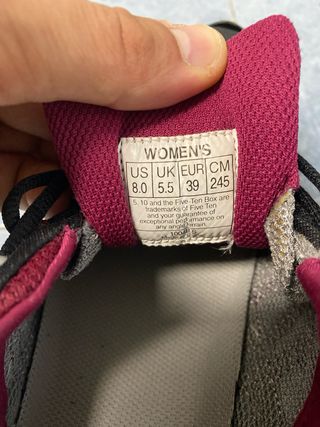 WOMEN'S
US UK EUR CM
8.0 5.5 39 245
5, 10 and the Five-Ten Box are
trademarks of Five Ten
and your guarantee of
exceptional performance on
any angle terrain.